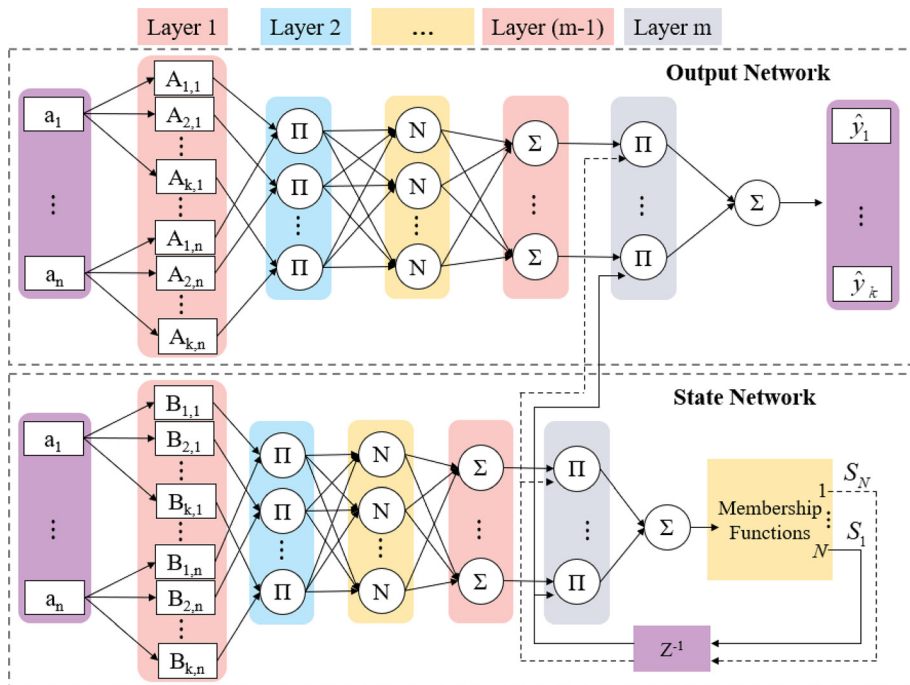 Layer 1 Layer 2 ... Layer (m-1) Layer m
Output Network
a1
⋮
an
A1,1
A2,1
⋮
Ak,1
⋮
A1,n
A2,n
⋮
Ak,n
Π
Π
⋮
Π
N
N
⋮
N
Σ
⋮
Σ
Π
⋮
Π
Σ
ŷ1
⋮
ŷk
State Network
a1
⋮
an
B1,1
B2,1
⋮
Bk,1
⋮
B1,n
B2,n
⋮
Bk,n
Π
Π
⋮
Π
N
N
⋮
N
Σ
⋮
Σ
Π
⋮
Π
Σ
Membership
Functions
1
⋮
N
SN
S1
Z-1